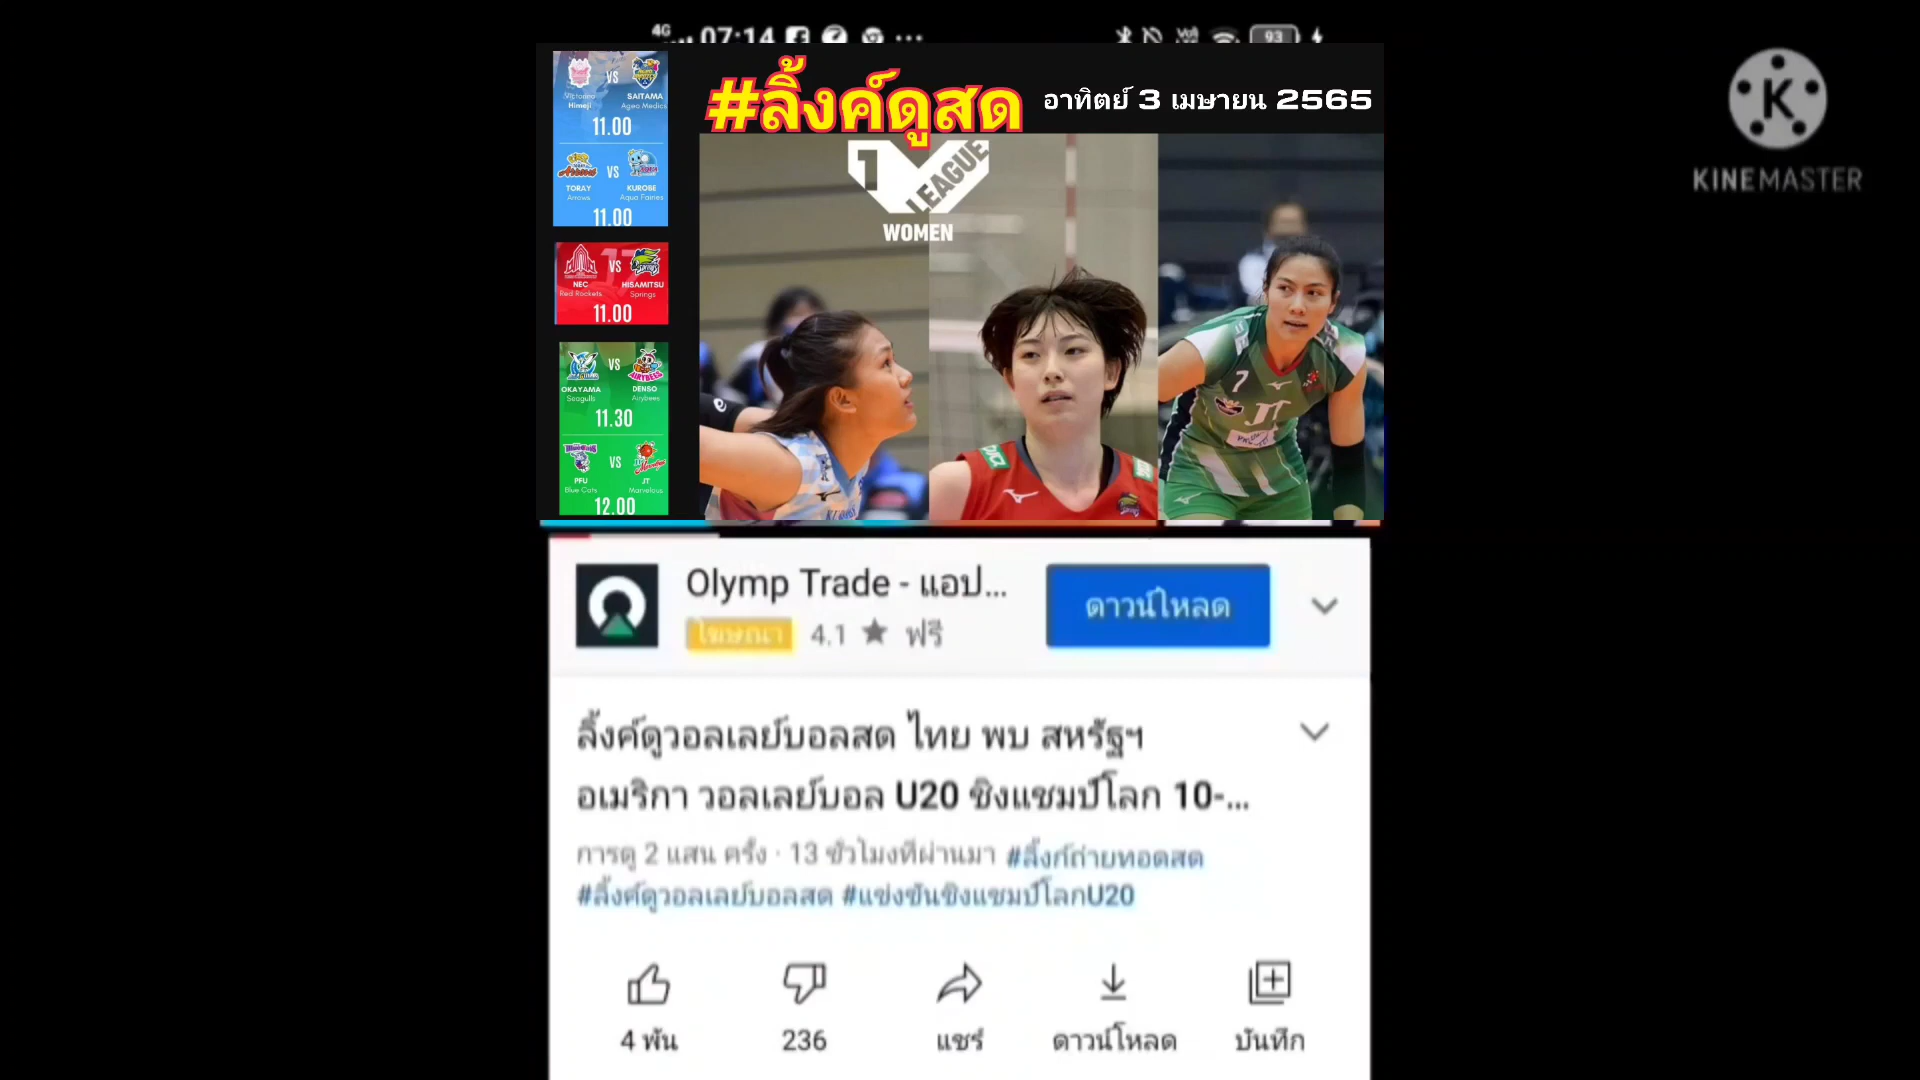 4G 07:14 93
VS
Victorina Himeji SAITAMA Ageo Medics
11.00
VS
TORAY Arrows KUROBE Aqua Fairies
11.00
VS
NEC Red Rockets HISAMITSU Springs
11.00
VS
OKAYAMA Seagulls DENSO Airybees
11.30
VS
PFU Blue Cats JT Marvelous
12.00
#ลิ้งค์ดูสด
อาทิตย์ 3 เมษายน 2565
1 LEAGUE
WOMEN
7
JT
K
KINEMASTER
Olymp Trade - แอป...
โฆษณา 4.1 ★ ฟรี
ดาวน์โหลด
ลิ้งค์ดูวอลเลย์บอลสด ไทย พบ สหรัฐฯ
อเมริกา วอลเลย์บอล U20 ชิงแชมป์โลก 10-...
การดู 2 แสน ครั้ง · 13 ชั่วโมงที่ผ่านมา #ลิ้งก์ถ่ายทอดสด
#ลิ้งค์ดูวอลเลย์บอลสด #แข่งขันชิงแชมป์โลกU20
4 พัน 236 แชร์ ดาวน์โหลด บันทึก